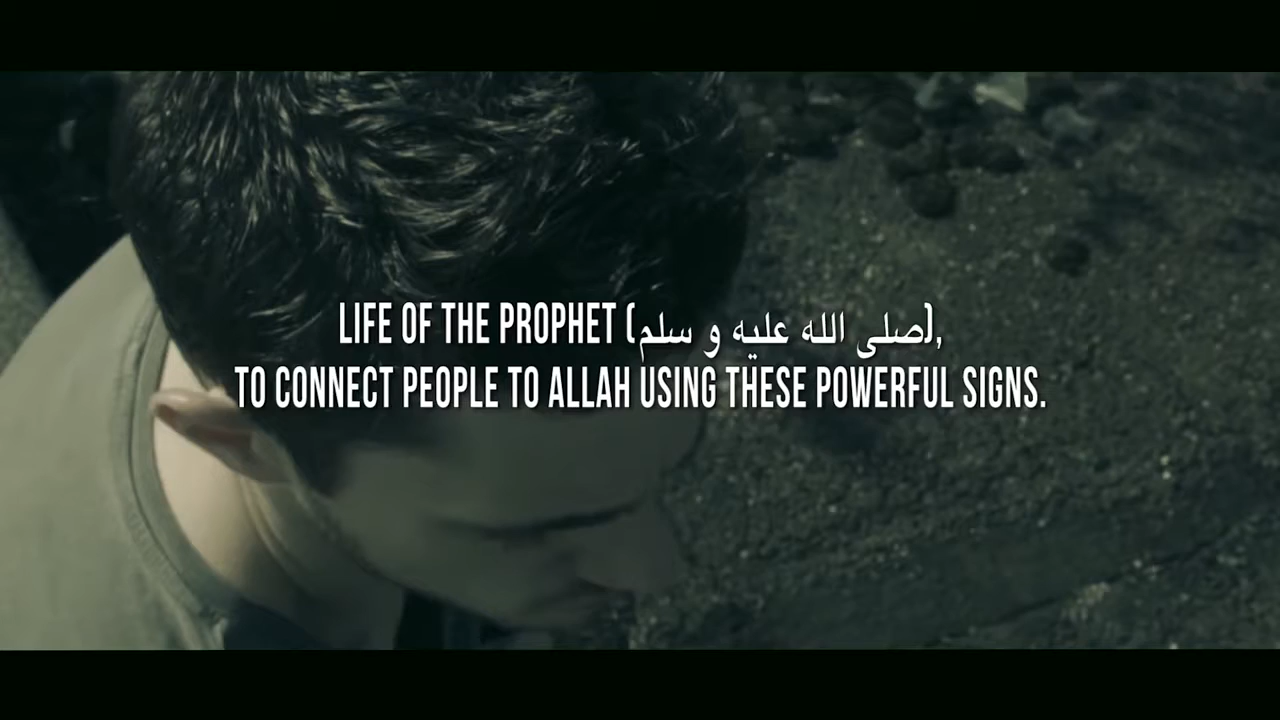 LIFE OF THE PROPHET (صلى الله عليه و سلم),
TO CONNECT PEOPLE TO ALLAH USING THESE POWERFUL SIGNS.